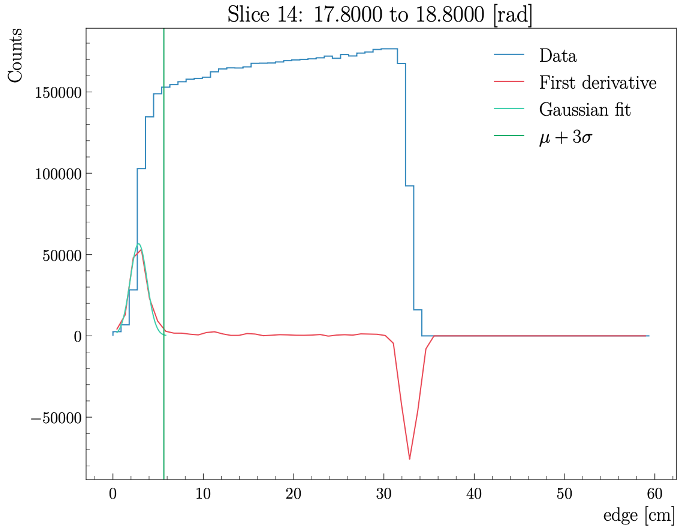 Slice 14: 17.8000 to 18.8000 [rad]
Counts
150000
100000
50000
0
−50000
Data
First derivative
Gaussian fit
μ + 3σ
0 10 20 30 40 50 60
edge [cm]